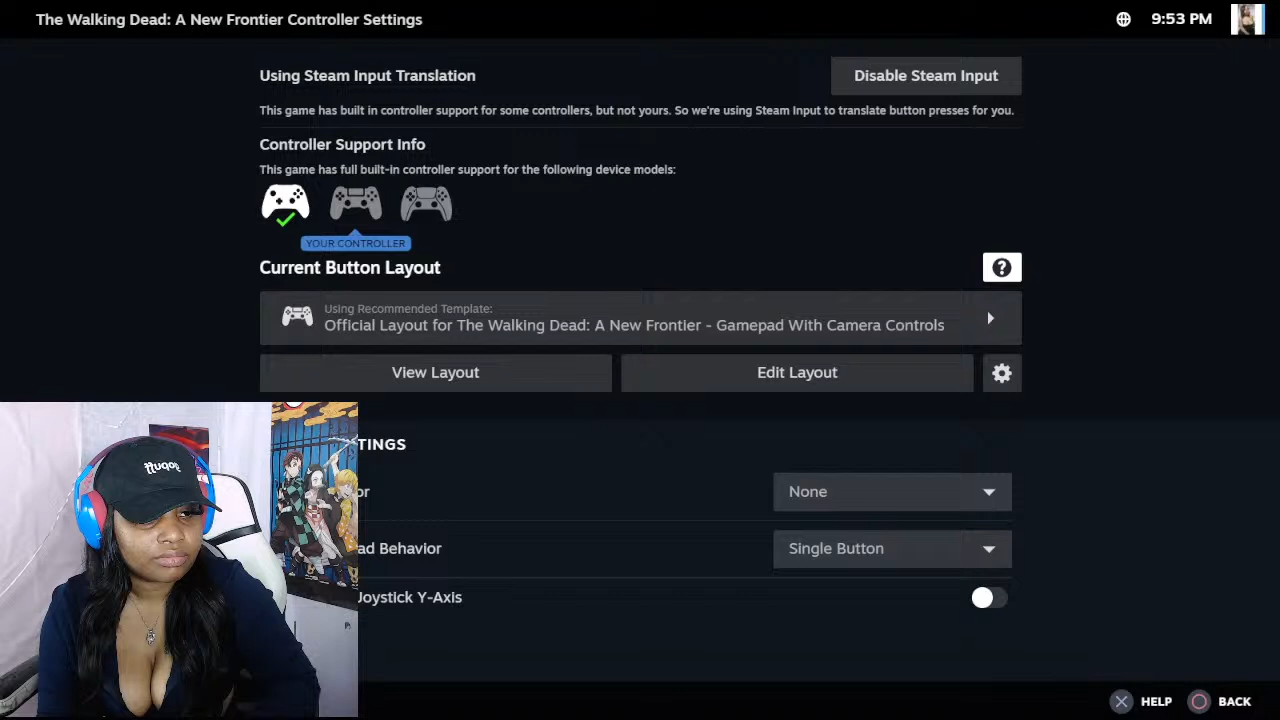 The Walking Dead: A New Frontier Controller Settings
9:53 PM
Using Steam Input Translation
Disable Steam Input
This game has built in controller support for some controllers, but not yours. So we're using Steam Input to translate button presses for you.
Controller Support Info
This game has full built-in controller support for the following device models:
YOUR CONTROLLER
Current Button Layout
?
Using Recommended Template:
Official Layout for The Walking Dead: A New Frontier - Gamepad With Camera Controls
View Layout
Edit Layout
TINGS
or
None
ad Behavior
Single Button
Joystick Y-Axis
HELP
BACK